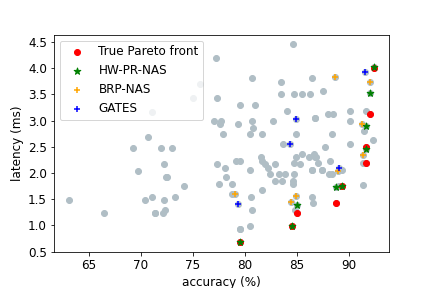 4.5
4.0
3.5
3.0
2.5
2.0
1.5
1.0
0.5
latency (ms)
True Pareto front
HW-PR-NAS
BRP-NAS
GATES
65 70 75 80 85 90
accuracy (%)